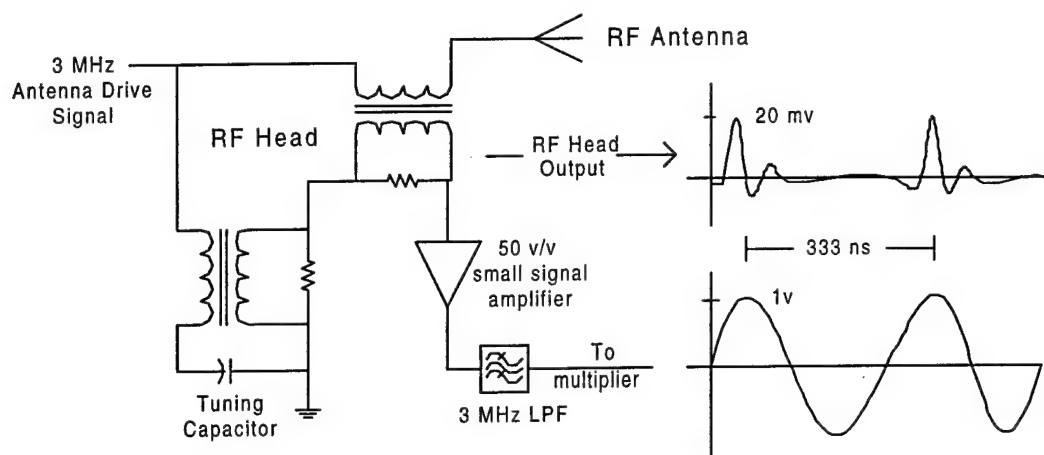 RF Antenna
3 MHz
Antenna Drive
Signal
RF Head
RF Head
Output
20 mv
333 ns
50 v/v
small signal
amplifier
1v
To
multiplier
3 MHz LPF
Tuning
Capacitor